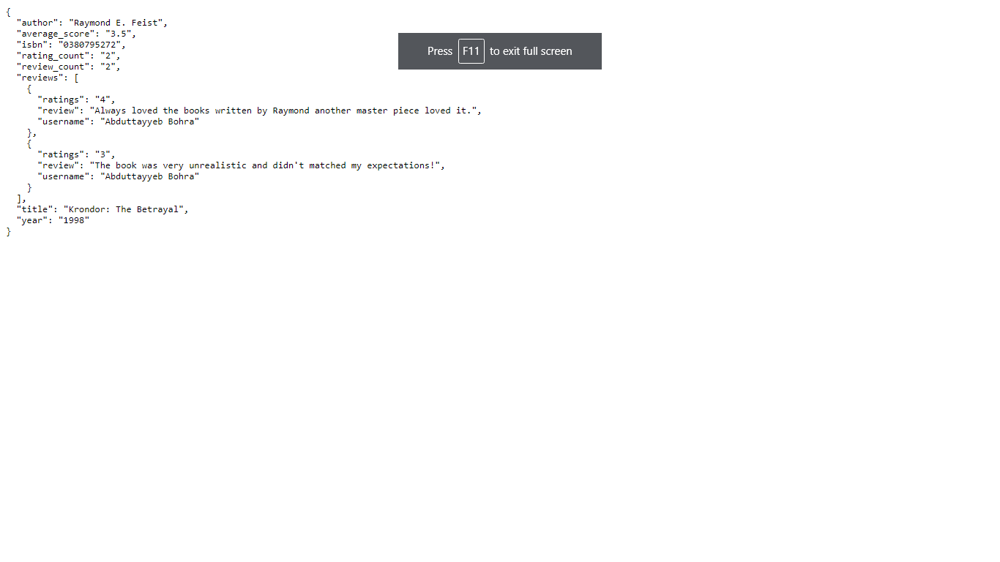 {
  "author": "Raymond E. Feist",
  "average_score": "3.5",
  "isbn": "0380795272",
  "rating_count": "2",
  "review_count": "2",
  "reviews": [
    {
      "ratings": "4",
      "review": "Always loved the books written by Raymond another master piece loved it.",
      "username": "Abduttayyeb Bohra"
    },
    {
      "ratings": "3",
      "review": "The book was very unrealistic and didn't matched my expectations!",
      "username": "Abduttayyeb Bohra"
    }
  ],
  "title": "Krondor: The Betrayal",
  "year": "1998"
}
Press F11 to exit full screen